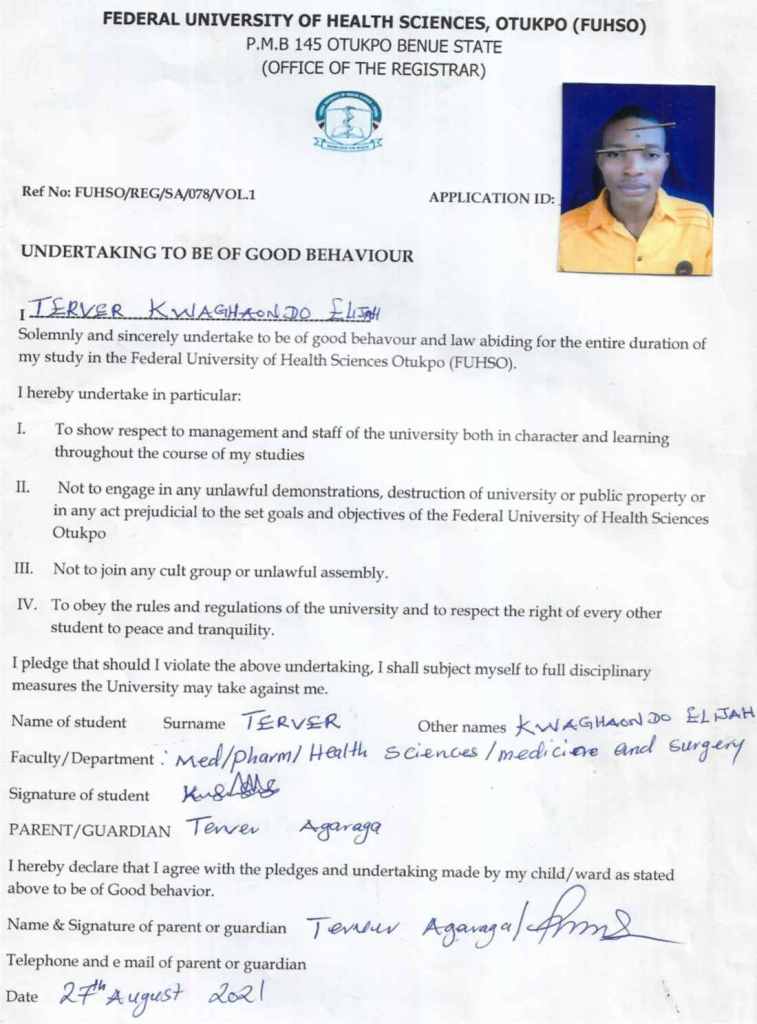 FEDERAL UNIVERSITY OF HEALTH SCIENCES, OTUKPO (FUHSO)
P.M.B 145 OTUKPO BENUE STATE
(OFFICE OF THE REGISTRAR)
Ref No: FUHSO/REG/SA/078/VOL.1
APPLICATION ID:
UNDERTAKING TO BE OF GOOD BEHAVIOUR
I TERVER KWAGHAONDO ELIJAH
Solemnly and sincerely undertake to be of good behavour and law abiding for the entire duration of
my study in the Federal University of Health Sciences Otukpo (FUHSO).
I hereby undertake in particular:
I. To show respect to management and staff of the university both in character and learning
throughout the course of my studies
II. Not to engage in any unlawful demonstrations, destruction of university or public property or
in any act prejudicial to the set goals and objectives of the Federal University of Health Sciences
Otukpo
III. Not to join any cult group or unlawful assembly.
IV. To obey the rules and regulations of the university and to respect the right of every other
student to peace and tranquility.
I pledge that should I violate the above undertaking, I shall subject myself to full disciplinary
measures the University may take against me.
Name of student Surname TERVER Other names KWAGHAONDO ELIJAH
Faculty/Department : Med/pharm/Health sciences/medicine and surgery
Signature of student
PARENT/GUARDIAN Terver Agaraga
I hereby declare that I agree with the pledges and undertaking made by my child/ward as stated
above to be of Good behavior.
Name & Signature of parent or guardian Terver Agaraga/
Telephone and e mail of parent or guardian
Date 27th August 2021